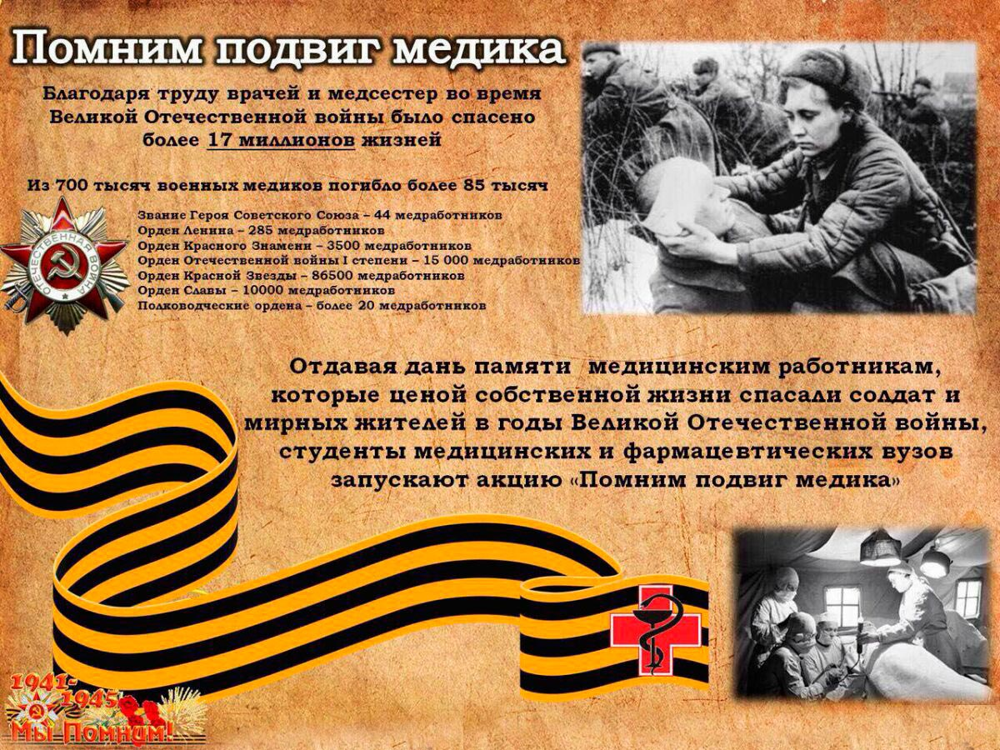 Помним подвиг медика
Благодаря труду врачей и медсестер во время
Великой Отечественной войны было спасено
более 17 миллионов жизней
Из 700 тысяч военных медиков погибло более 85 тысяч
Звание Героя Советского Союза – 44 медработников
Орден Ленина – 285 медработников
Орден Красного Знамени – 3500 медработников
Орден Отечественной войны I степени – 15 000 медработников
Орден Красной Звезды – 86500 медработников
Орден Славы – 10000 медработников
Полководческие ордена – более 20 медработников
ОТЕЧЕСТВЕННАЯ ВОЙНА
Отдавая дань памяти медицинским работникам,
которые ценой собственной жизни спасали солдат и
мирных жителей в годы Великой Отечественной войны,
студенты медицинских и фармацевтических вузов
запускают акцию «Помним подвиг медика»
1941-
1945
Мы Помним!